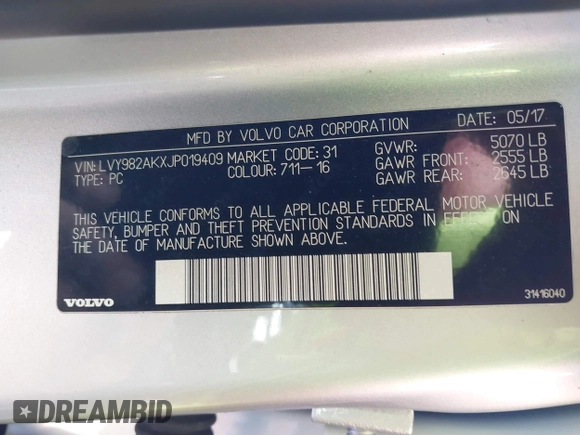 MFD BY VOLVO CAR CORPORATION DATE: 05/17
VIN: LVY982AKXJP019409 MARKET CODE: 31 GVWR: 5070 LB
TYPE: PC COLOUR: 711-16 GAWR FRONT: 2555 LB
GAWR REAR: 2645 LB
THIS VEHICLE CONFORMS TO ALL APPLICABLE FEDERAL MOTOR VEHICLE
SAFETY, BUMPER AND THEFT PREVENTION STANDARDS IN EFFECT ON
THE DATE OF MANUFACTURE SHOWN ABOVE.
VOLVO 31416040
DREAMBID